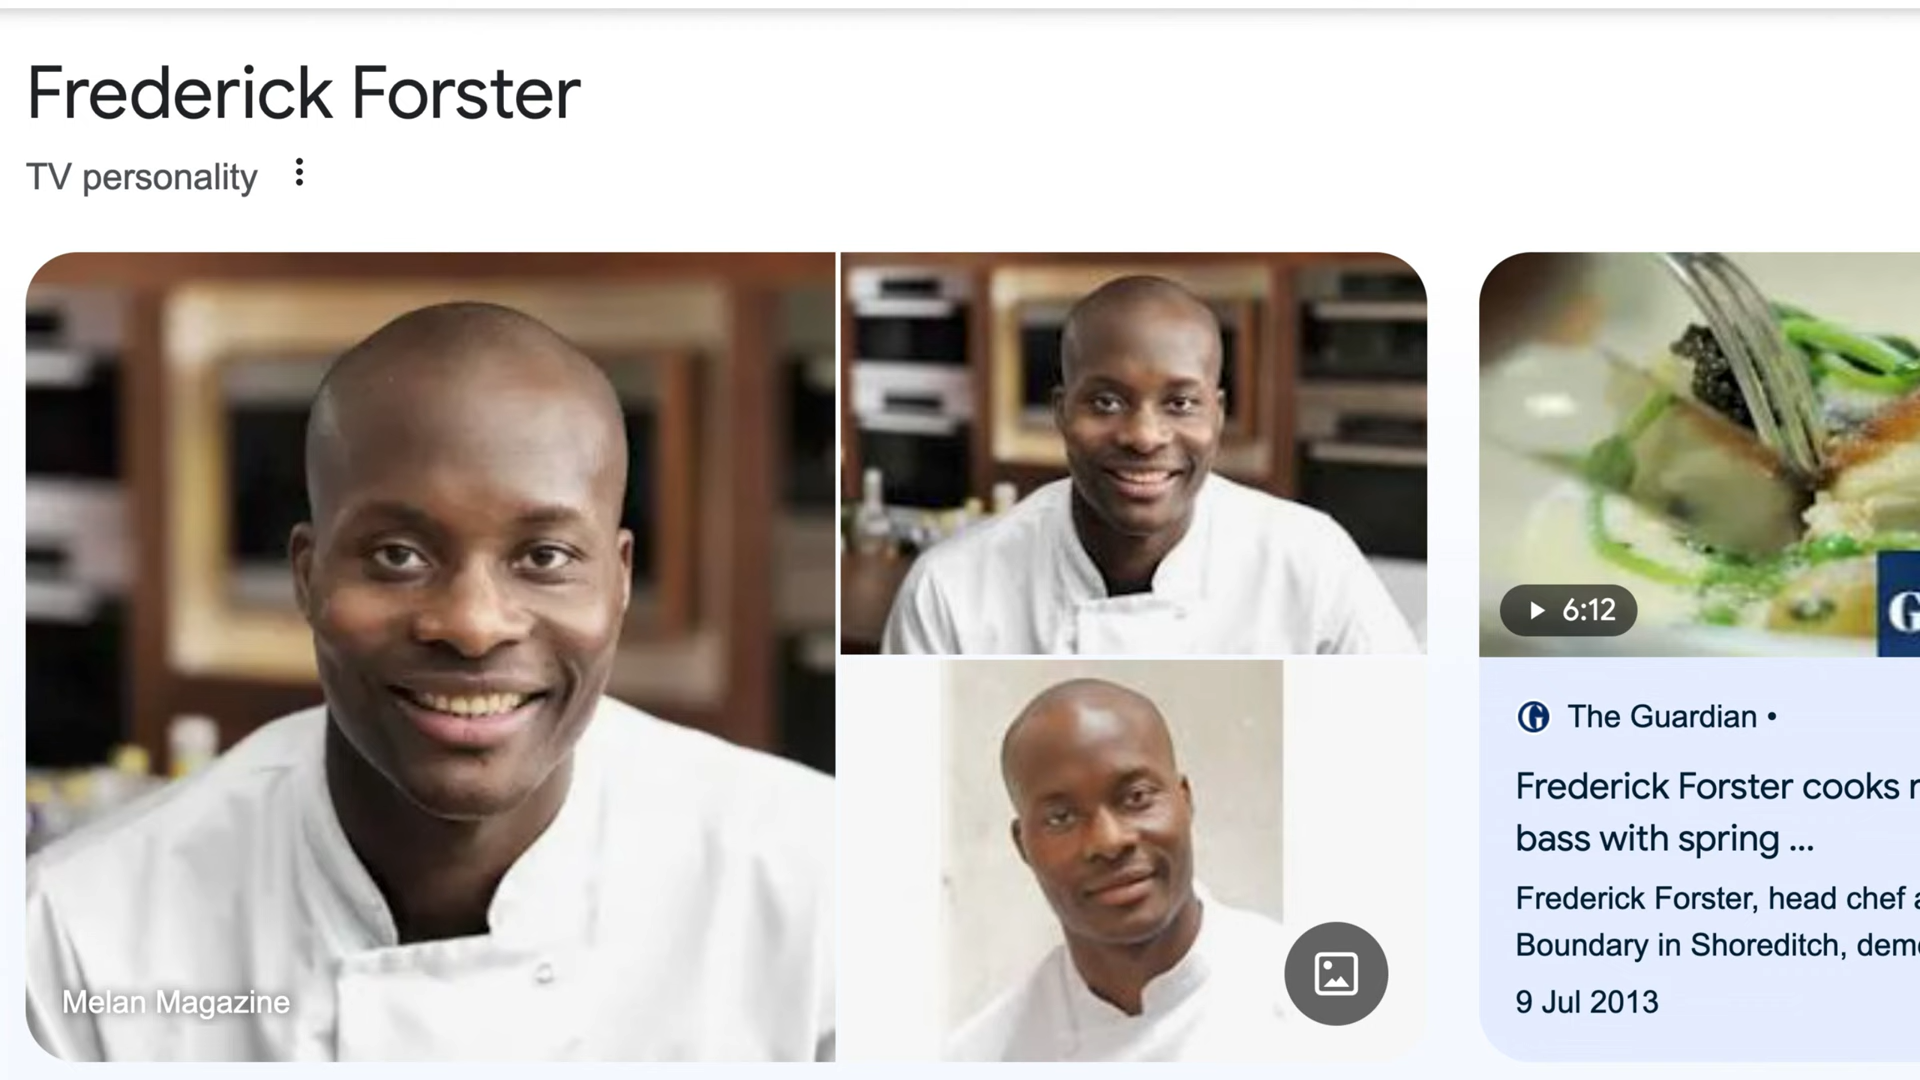 Frederick Forster
TV personality
Melan Magazine
6:12
G
The Guardian •
Frederick Forster cooks
bass with spring ...
Frederick Forster, head chef
Boundary in Shoreditch,
9 Jul 2013